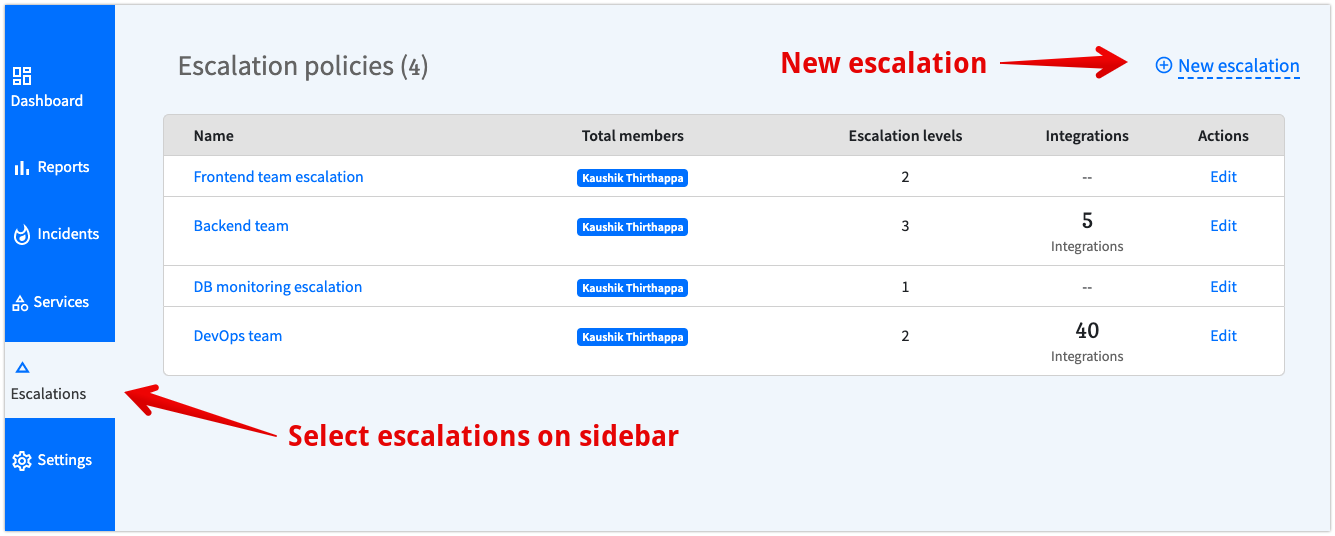 Dashboard
Reports
Incidents
Services
Escalations
Settings
Escalation policies (4)
New escalation
New escalation
Name Total members Escalation levels Integrations Actions
Frontend team escalation Kaushik Thirthappa 2 -- Edit
Backend team Kaushik Thirthappa 3 5 Integrations Edit
DB monitoring escalation Kaushik Thirthappa 1 -- Edit
DevOps team Kaushik Thirthappa 2 40 Integrations Edit
Select escalations on sidebar